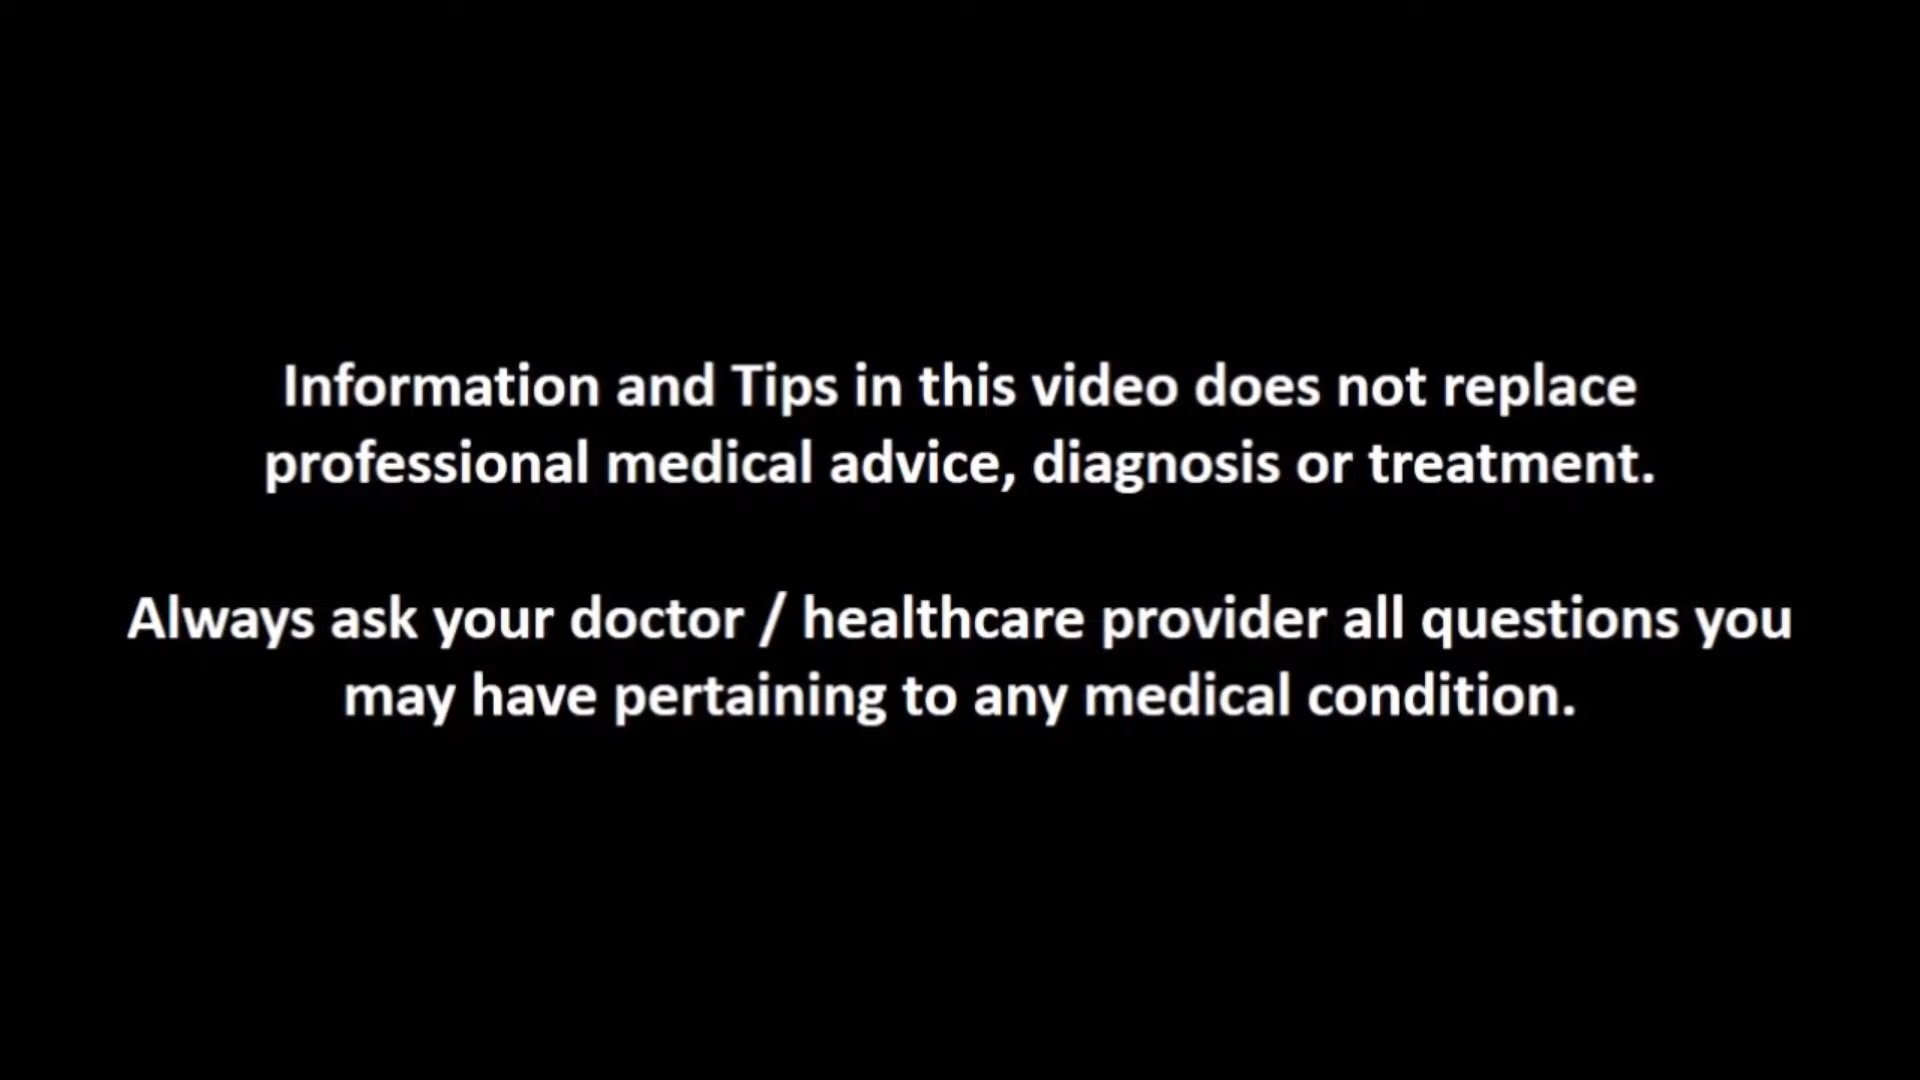 Information and Tips in this video does not replace
professional medical advice, diagnosis or treatment.
Always ask your doctor / healthcare provider all questions you
may have pertaining to any medical condition.